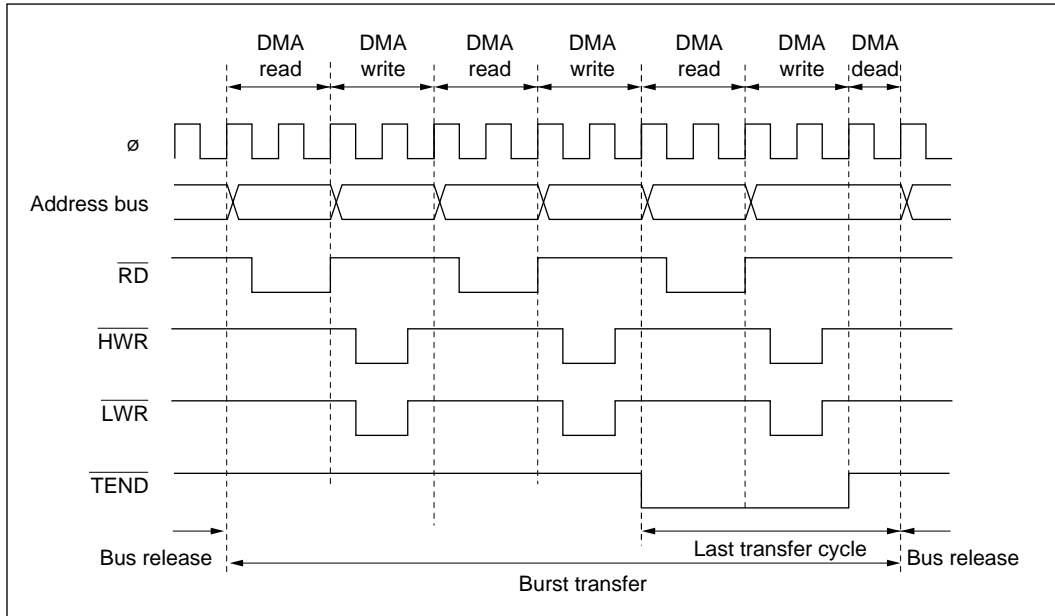 DMA read
DMA write
DMA read
DMA write
DMA read
DMA write
DMA dead
ø
Address bus
RD
HWR
LWR
TEND
Bus release
Last transfer cycle
Bus release
Burst transfer